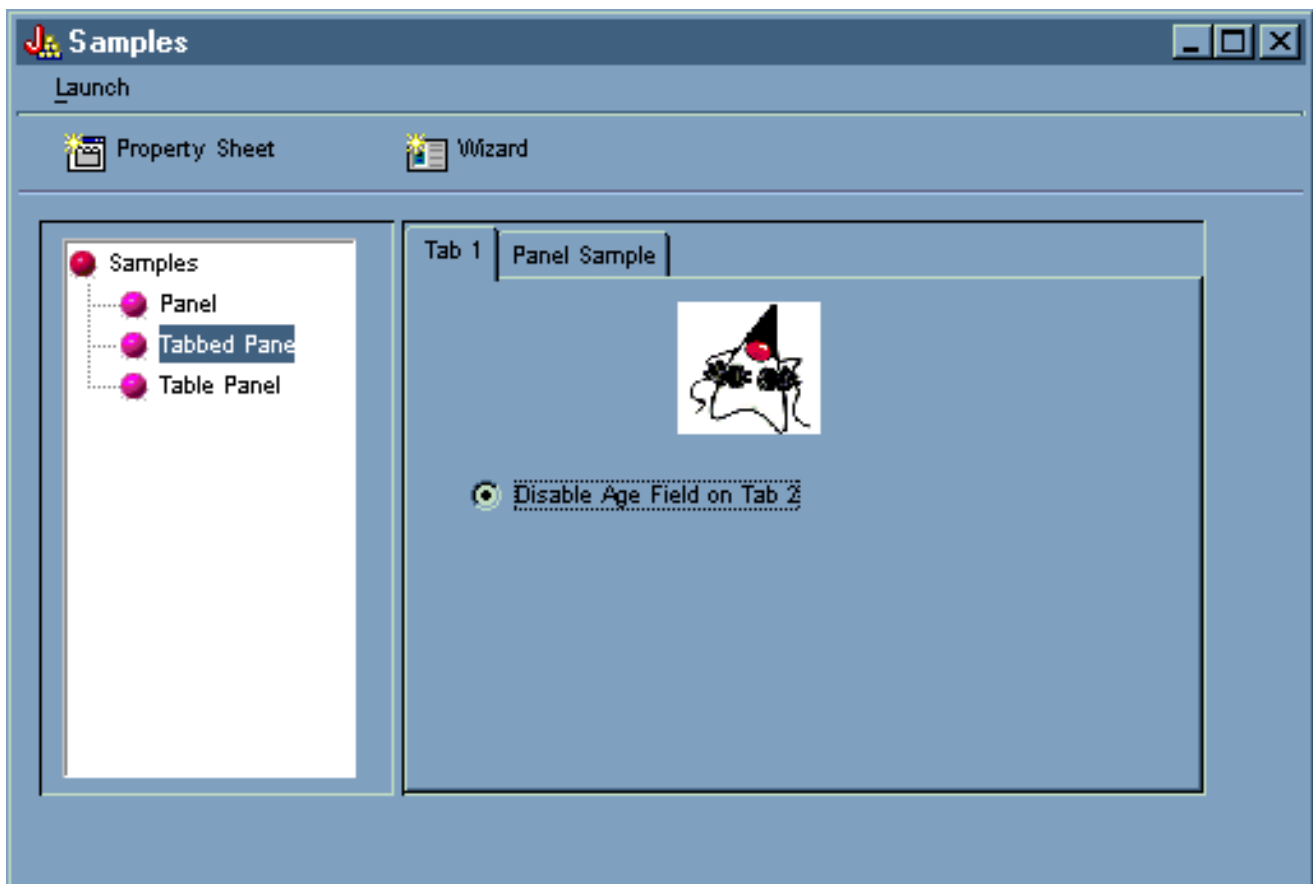 Samples
Launch
Property Sheet Wizard
Samples
Panel
Tabbed Pane
Table Panel
Tab 1 Panel Sample
Disable Age Field on Tab 2